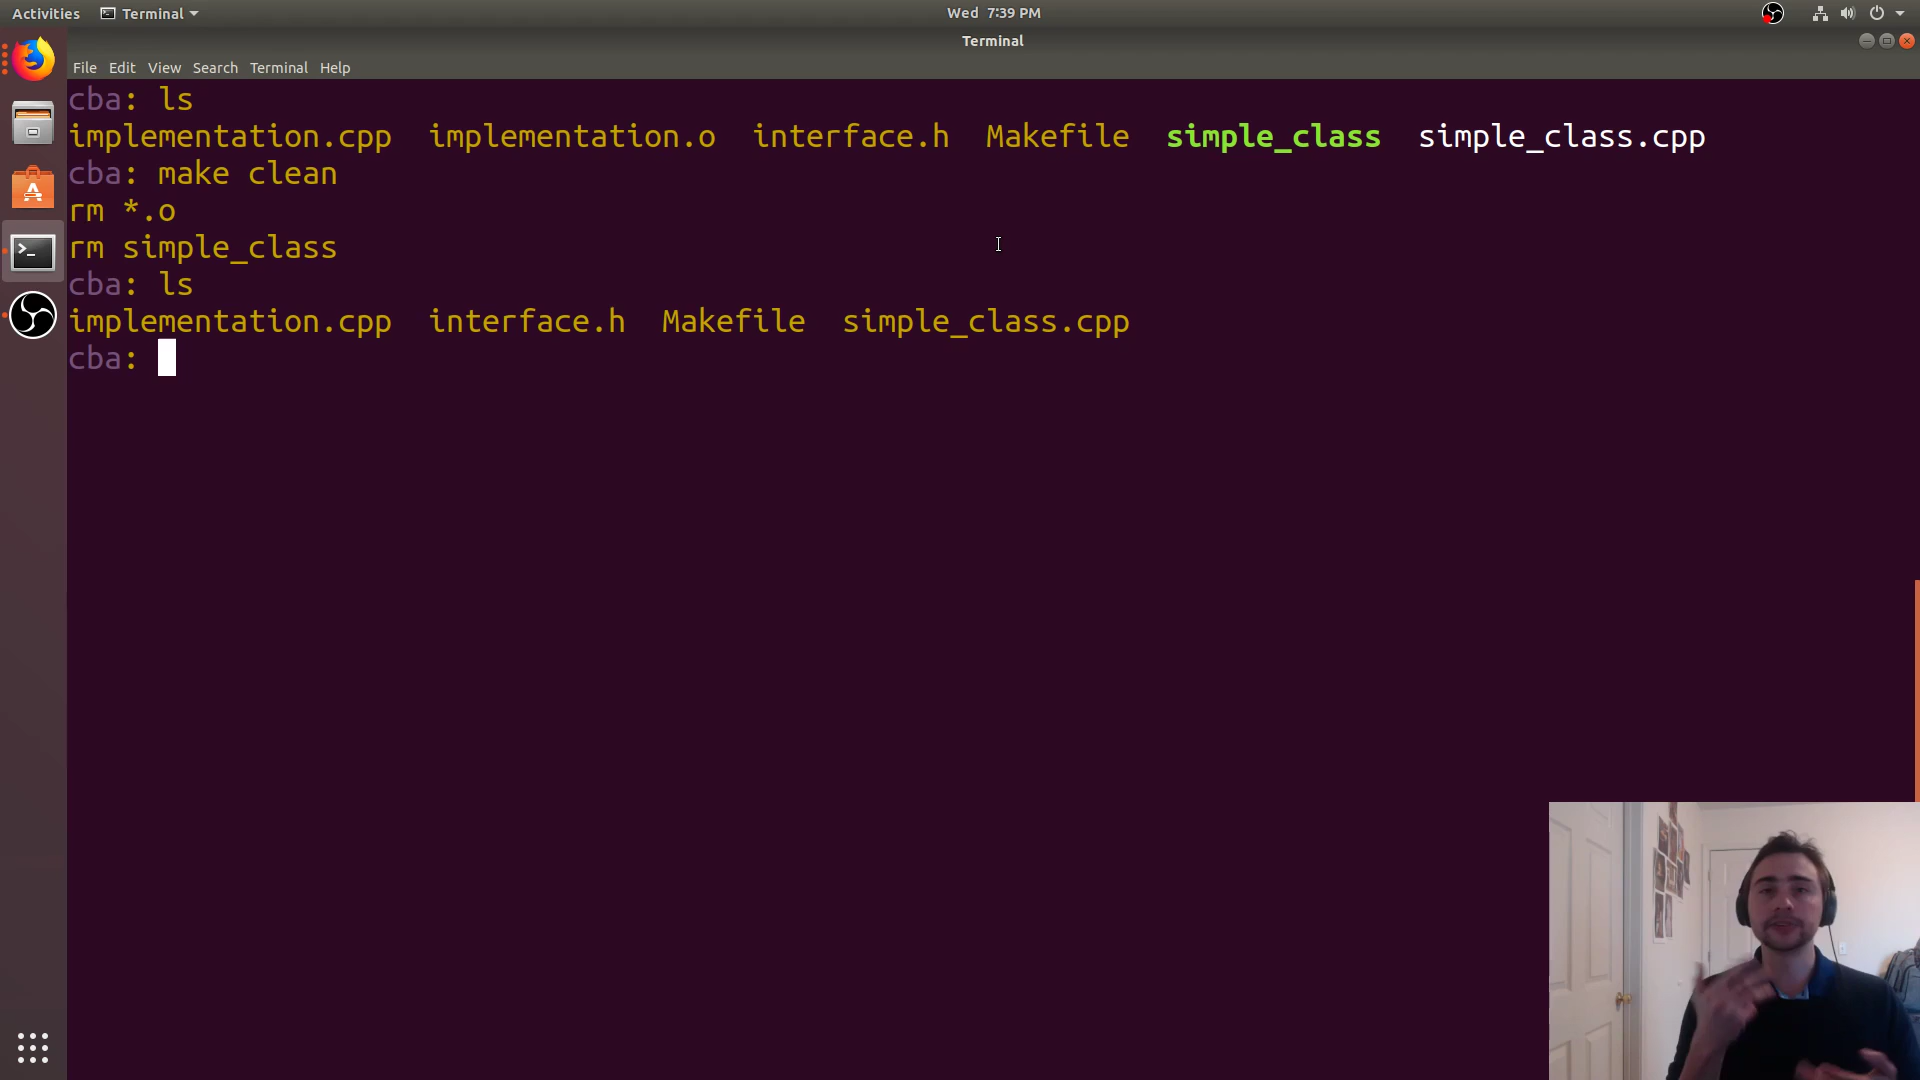 Activities Terminal Wed 7:39 PM
Terminal
File Edit View Search Terminal Help
cba: ls
implementation.cpp implementation.o interface.h Makefile simple_class simple_class.cpp
cba: make clean
rm *.o
rm simple_class
cba: ls
implementation.cpp interface.h Makefile simple_class.cpp
cba: